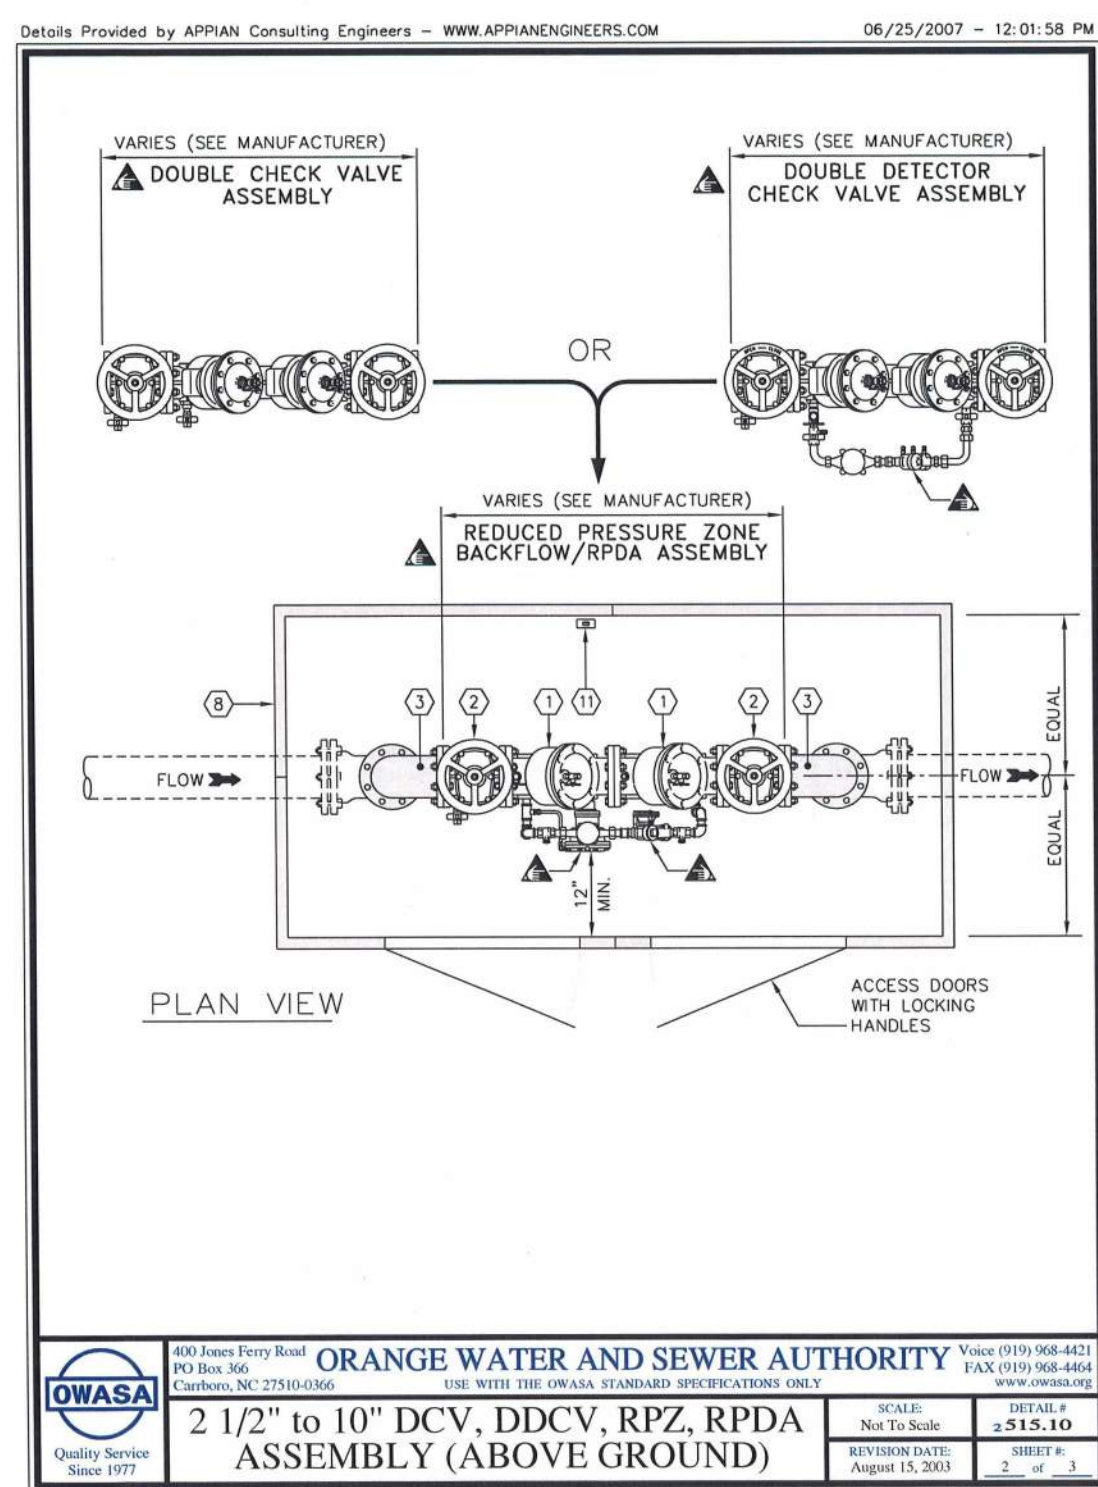 Details Provided by APPIAN Consulting Engineers – WWW.APPIANENGINEERS.COM
06/25/2007 – 12:01:58 PM
VARIES (SEE MANUFACTURER)
DOUBLE CHECK VALVE
ASSEMBLY
VARIES (SEE MANUFACTURER)
DOUBLE DETECTOR
CHECK VALVE ASSEMBLY
OPEN CLOSE
OPEN CLOSE
OR
VARIES (SEE MANUFACTURER)
REDUCED PRESSURE ZONE
BACKFLOW/RPDA ASSEMBLY
8
3
2
1
11
1
2
3
EQUAL
FLOW
FLOW
EQUAL
12"
MIN.
PLAN VIEW
ACCESS DOORS
WITH LOCKING
HANDLES
OWASA
Quality Service
Since 1977
400 Jones Ferry Road
PO Box 366
Carrboro, NC 27510-0366
ORANGE WATER AND SEWER AUTHORITY
USE WITH THE OWASA STANDARD SPECIFICATIONS ONLY
Voice (919) 968-4421
FAX (919) 968-4464
www.owasa.org
2 1/2" to 10" DCV, DDCV, RPZ, RPDA
ASSEMBLY (ABOVE GROUND)
SCALE:
Not To Scale
DETAIL #
2 515.10
REVISION DATE:
August 15, 2003
SHEET #:
2 of 3